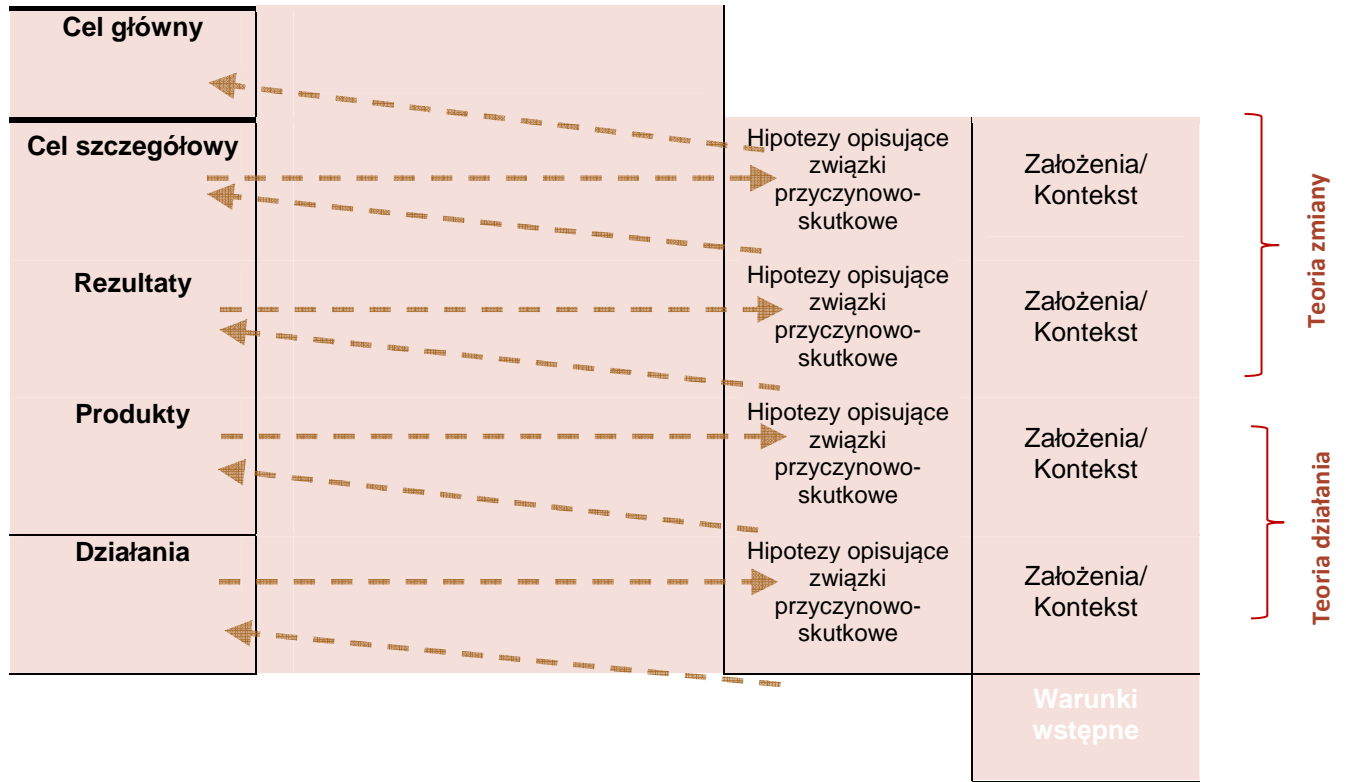 Cel główny
Cel szczegółowy
Hipotezy opisujące
związki
przyczynowo-
skutkowe
Założenia/
Kontekst
Rezultaty
Hipotezy opisujące
związki
przyczynowo-
skutkowe
Założenia/
Kontekst
Teoria zmiany
Produkty
Hipotezy opisujące
związki
przyczynowo-
skutkowe
Założenia/
Kontekst
Działania
Hipotezy opisujące
związki
przyczynowo-
skutkowe
Założenia/
Kontekst
Teoria działania
Warunki
wstępne